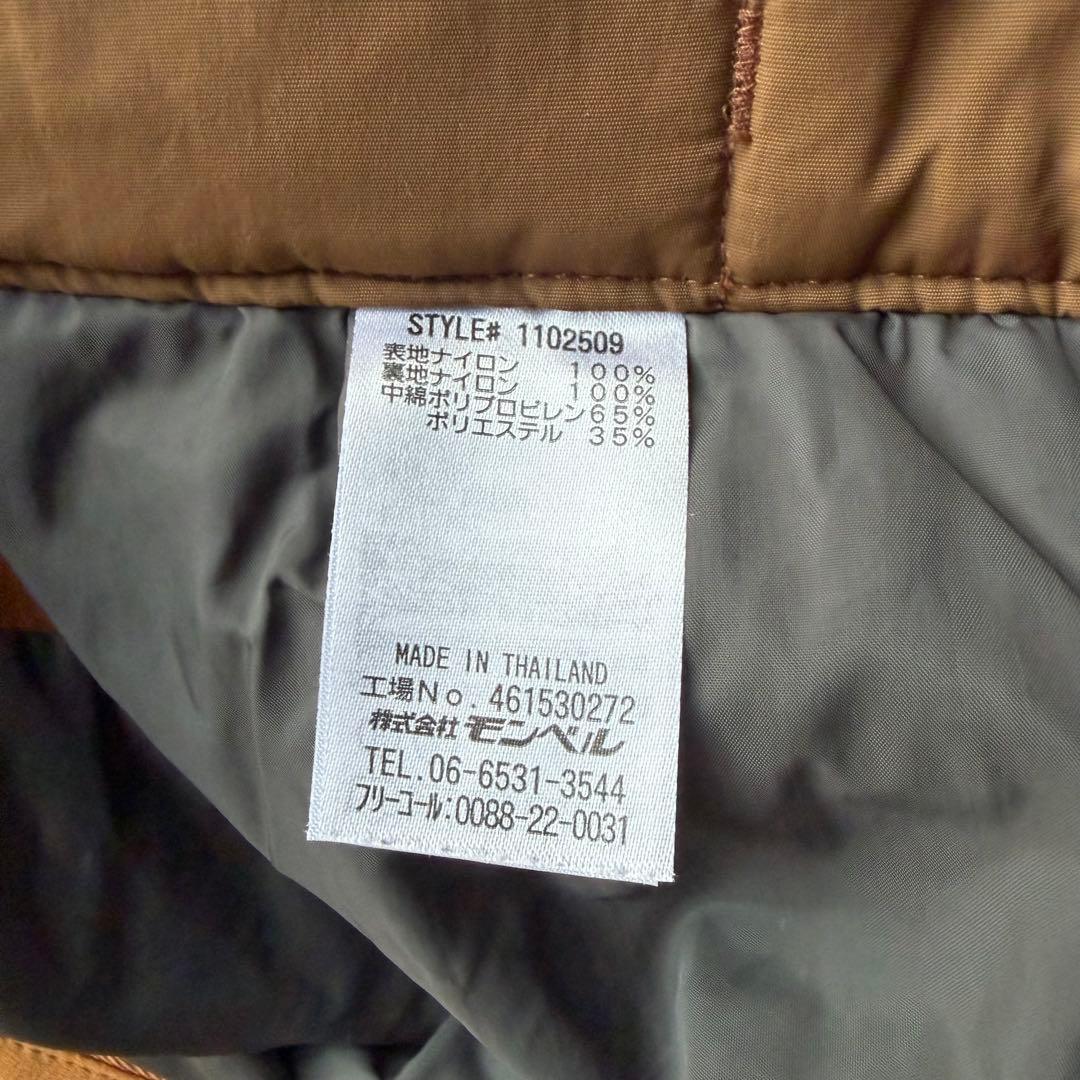 STYLE# 1102509
表地ナイロン 100%
裏地ナイロン 100%
中綿ポリプロピレン65%
ポリエステル 35%
MADE IN THAILAND
工場No.461530272
株式会社モンベル
TEL.06-6531-3544
フリーコール:0088-22-0031